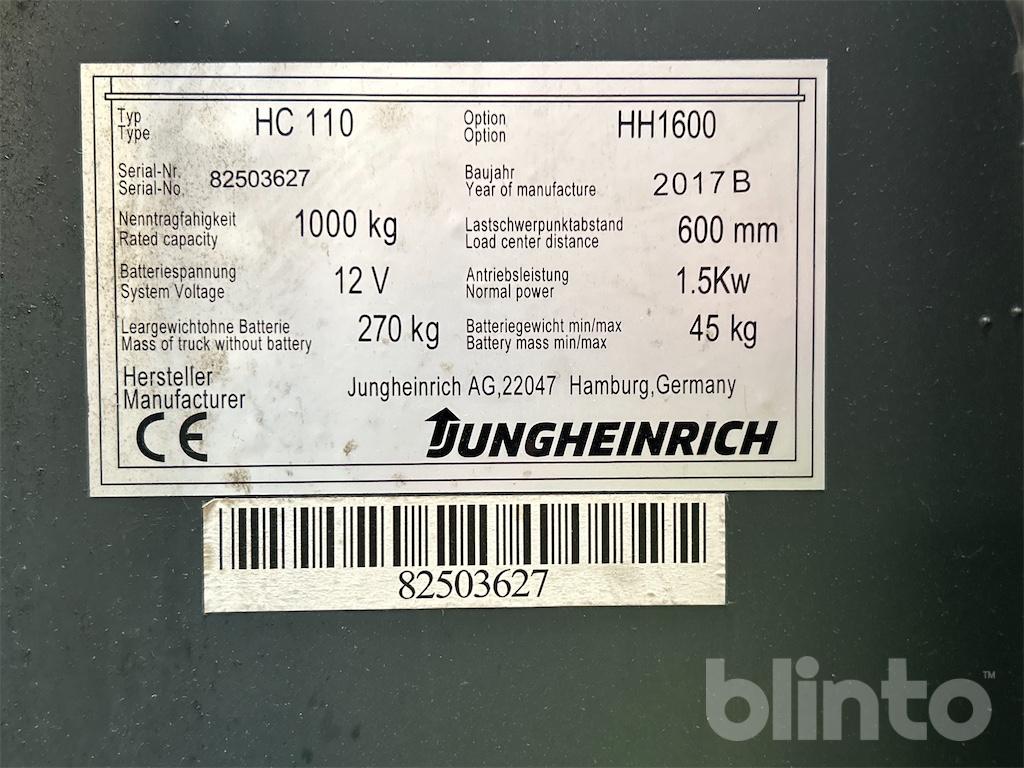 Typ
Type HC 110
Option
Option HH1600
Serial-Nr.
Serial-No. 82503627
Baujahr
Year of manufacture 2017 B
Nenntragfahigkeit
Rated capacity 1000 kg
Lastschwerpunktabstand
Load center distance 600 mm
Batteriespannung
System Voltage 12 V
Antriebsleistung
Normal power 1.5Kw
Leargewichtohne Batterie
Mass of truck without battery 270 kg
Batteriegewicht min/max
Battery mass min/max 45 kg
Hersteller
Manufacturer Jungheinrich AG,22047 Hamburg,Germany
CE
JUNGHEINRICH
82503627
blinto™